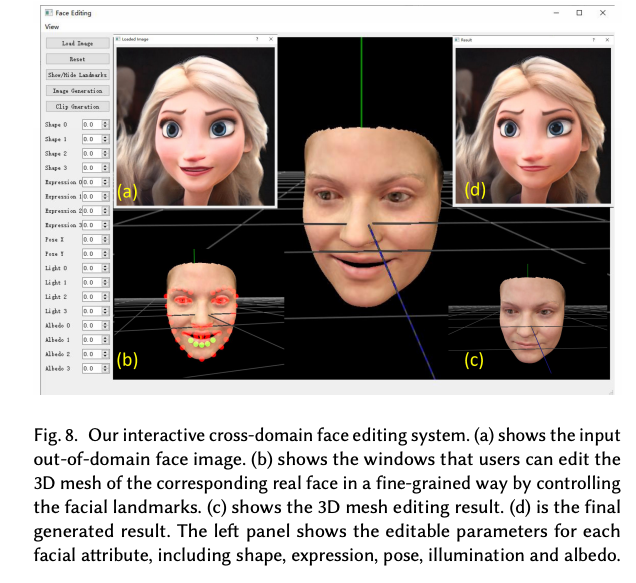 Face Editing
View
Load Image
Reset
Show/Hide Landmarks
Image Generation
Clip Gneration
Shape 0 0.0
Shape 1 0.0
Shape 2 0.0
Shape 3 0.0
Expression 0 0.0
Expression 1 0.0
Expression 2 0.0
Expression 3 0.0
Pose X 0.0
Pose Y 0.0
Light 0 0.0
Light 1 0.0
Light 2 0.0
Light 3 0.0
Albedo 0 0.0
Albedo 1 0.0
Albedo 2 0.0
Albedo 3 0.0
Loaded Image
(a)
Result
(d)
(b)
(c)
Fig. 8. Our interactive cross-domain face editing system. (a) shows the input
out-of-domain face image. (b) shows the windows that users can edit the
3D mesh of the corresponding real face in a fine-grained way by controlling
the facial landmarks. (c) shows the 3D mesh editing result. (d) is the final
generated result. The left panel shows the editable parameters for each
facial attribute, including shape, expression, pose, illumination and albedo.